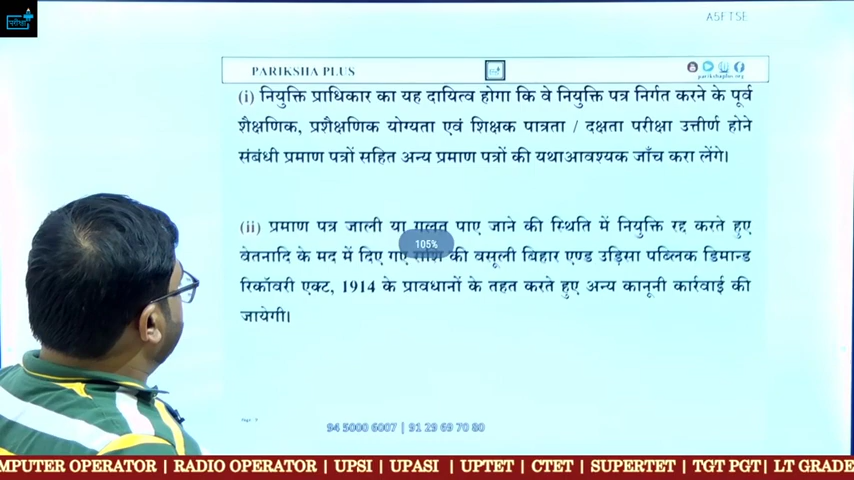 परीक्षा
A5FTSE
PARIKSHA PLUS
parikshaplus.org
(i) नियुक्ति प्राधिकार का यह दायित्व होगा कि वे नियुक्ति पत्र निर्गत करने के पूर्व
शैक्षणिक, प्रशैक्षणिक योग्यता एवं शिक्षक पात्रता / दक्षता परीक्षा उत्तीर्ण होने
संबंधी प्रमाण पत्रों सहित अन्य प्रमाण पत्रों की यथाआवश्यक जाँच करा लेंगे।
(ii) प्रमाण पत्र जाली या गलत पाए जाने की स्थिति में नियुक्ति रद्द करते हुए
105%
वेतनादि के मद में दिए गए राशि की वसूली बिहार एण्ड उड़िसा पब्लिक डिमान्ड
रिकॉवरी एक्ट, 1914 के प्रावधानों के तहत करते हुए अन्य कानूनी कार्रवाई की
जायेगी।
94 5000 6007 | 91 29 69 70 80
MPUTER OPERATOR | RADIO OPERATOR | UPSI | UPASI | UPTET | CTET | SUPERTET | TGT PGT| LT GRADE